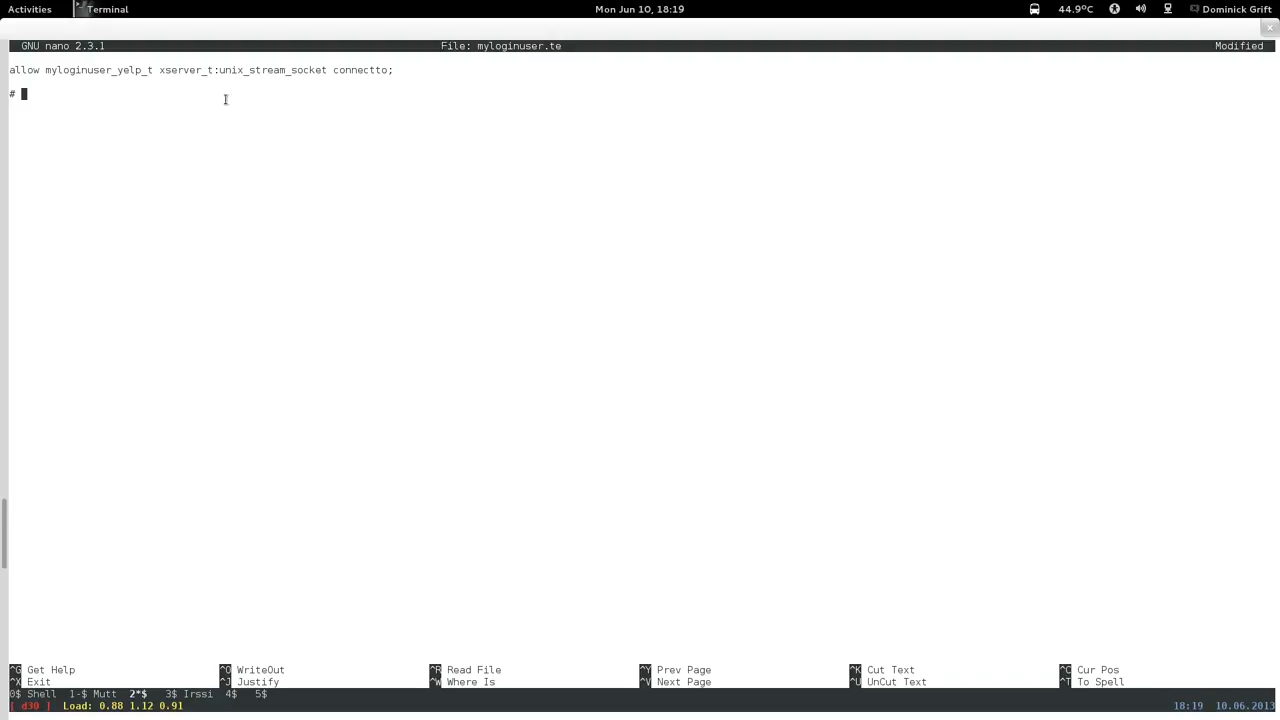 Activities Terminal Mon Jun 10, 18:19 44.9°C Dominick Grift
GNU nano 2.3.1 File: myloginuser.te Modified
allow myloginuser_yelp_t xserver_t:unix_stream_socket connectto;
#
^G Get Help ^O WriteOut ^R Read File ^Y Prev Page ^K Cut Text ^C Cur Pos
^X Exit ^J Justify ^W Where Is ^V Next Page ^U UnCut Text ^T To Spell
0$ Shell 1-$ Mutt 2*$ 3$ Irssi 4$ 5$
[ d30 ] Load: 0.88 1.12 0.91 18:19 10.06.2013